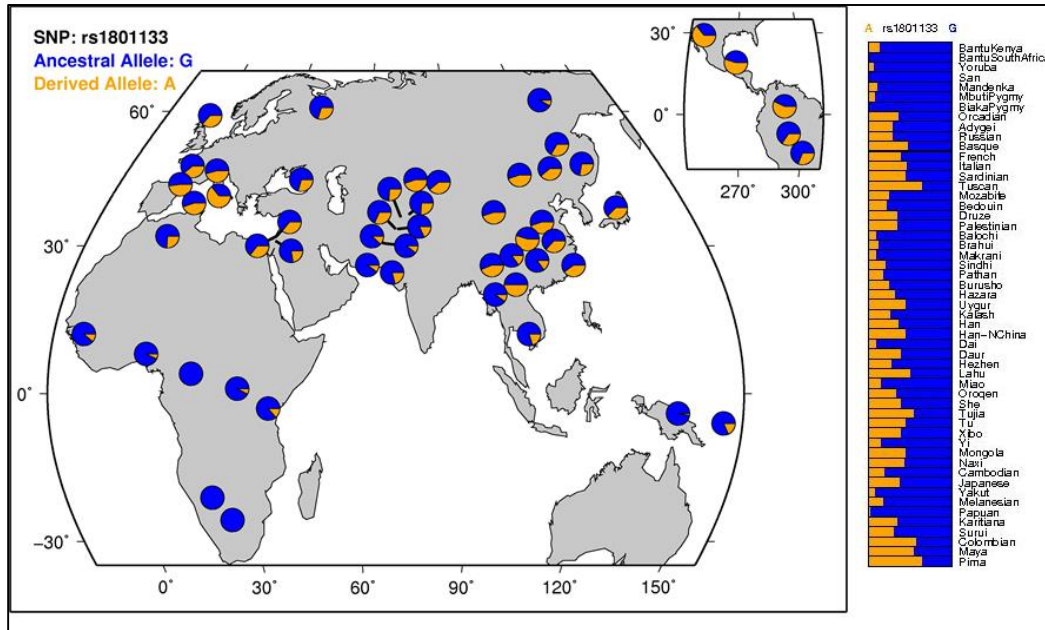 SNP: rs1801133
Ancestral Allele: G
Derived Allele: A
60°
30°
0°
−30°
0°
30°
60°
90°
120°
150°
30°
0°
270°
300°
A rs1801133 G
BantuKenya
BantuSouthAfrica
Yoruba
San
Mandenka
MbutiPygmy
BiakaPygmy
Orcadian
Adygei
Russian
Basque
French
Italian
Sardinian
Tuscan
Mozabite
Bedouin
Druze
Palestinian
Balochi
Brahui
Makrani
Sindhi
Pathan
Burusho
Hazara
Uygur
Kalash
Han
Han-NChina
Dai
Daur
Hezhen
Lahu
Miao
Oroqen
She
Tujia
Tu
Xibo
Yi
Mongola
Naxi
Cambodian
Japanese
Yakut
Melanesian
Papuan
Karitiana
Surui
Colombian
Maya
Pima